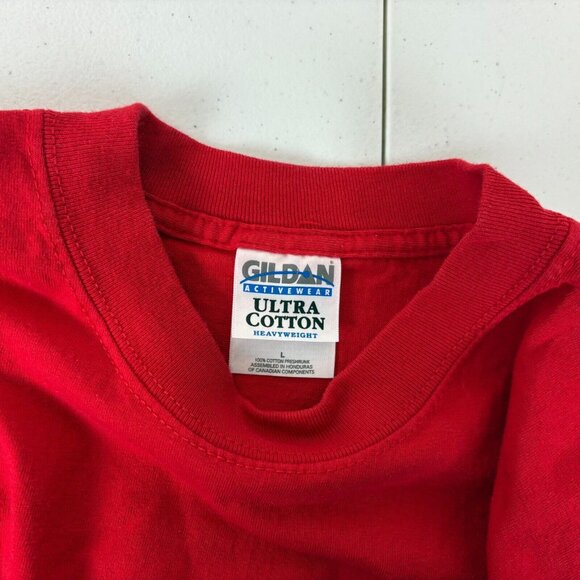 GILDAN
ACTIVEWEAR
ULTRA
COTTON
HEAVYWEIGHT
L
100% COTTON PRESHRUNK
ASSEMBLED IN HONDURAS
OF CANADIAN COMPONENTS